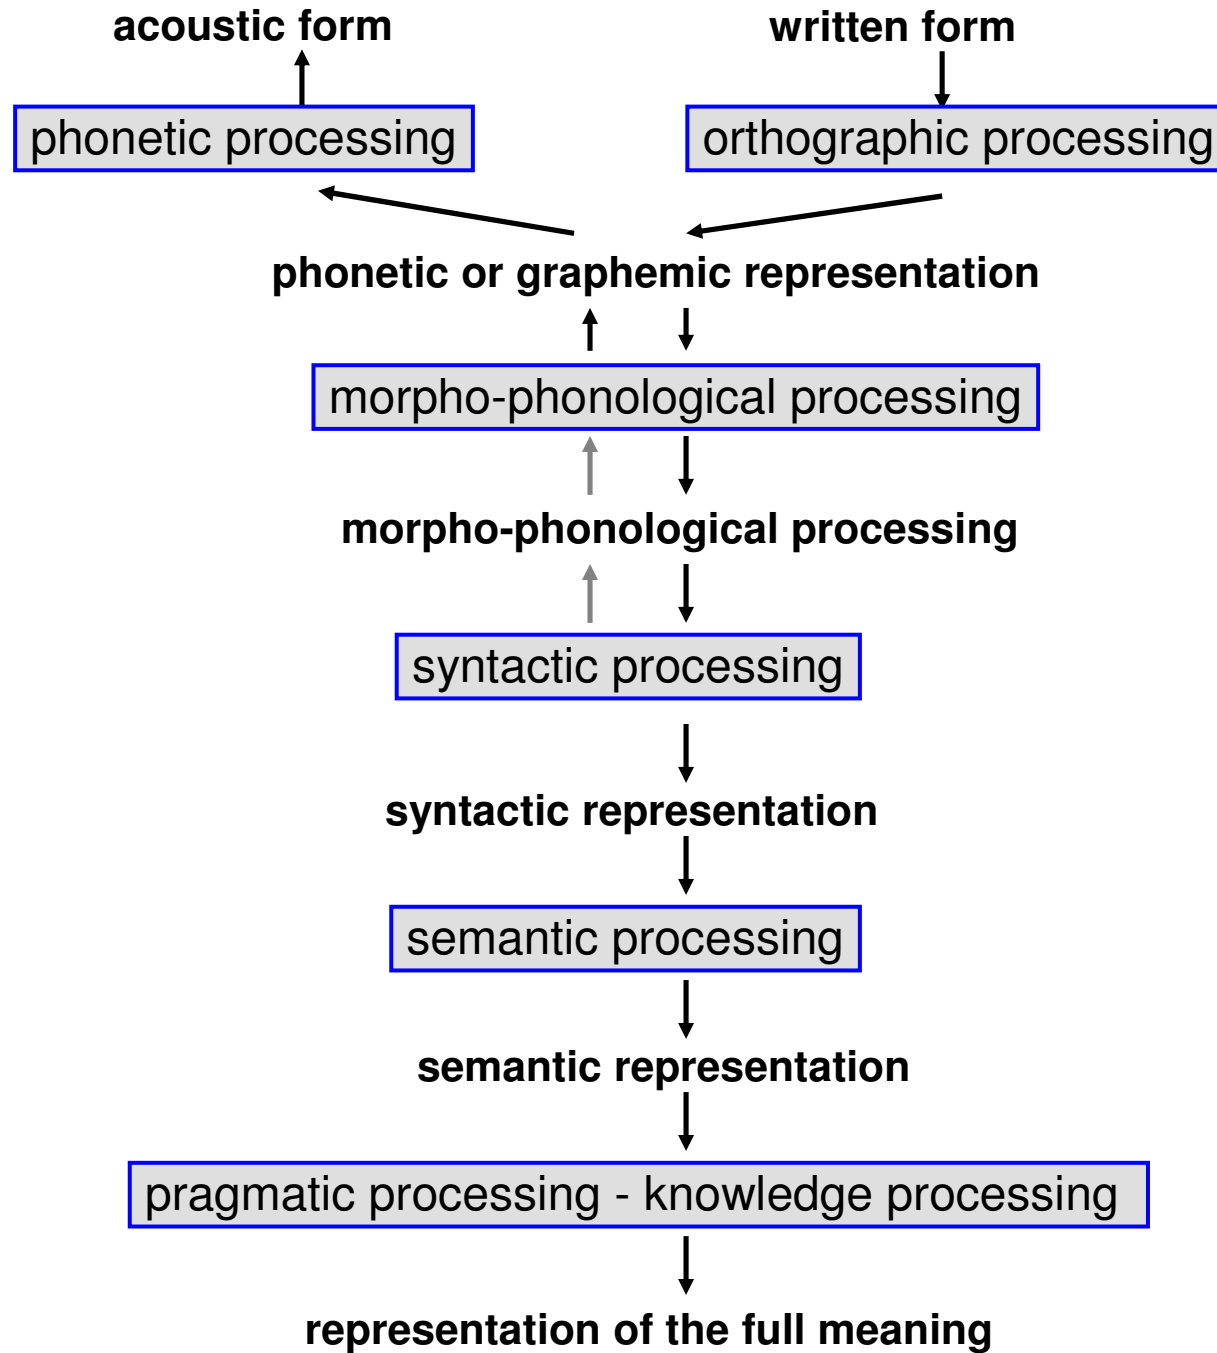 acoustic form
written form
phonetic processing
orthographic processing
phonetic or graphemic representation
morpho-phonological processing
morpho-phonological processing
syntactic processing
syntactic representation
semantic processing
semantic representation
pragmatic processing - knowledge processing
representation of the full meaning